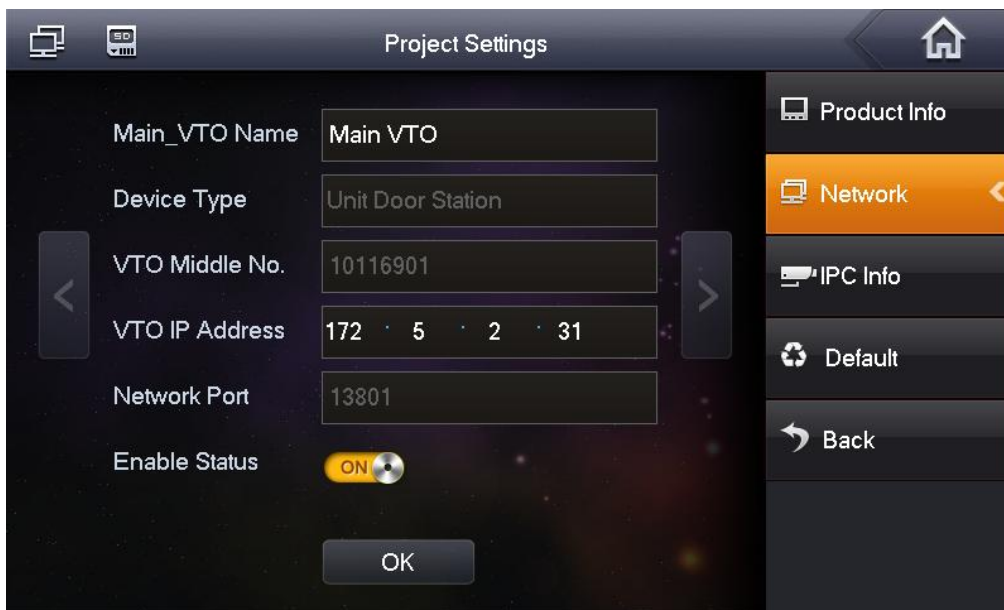 SD
Project Settings
Main_VTO Name
Main VTO
Device Type
Unit Door Station
VTO Middle No.
10116901
VTO IP Address
172 . 5 . 2 . 31
Network Port
13801
Enable Status
ON
OK
Product Info
Network
IPC Info
Default
Back